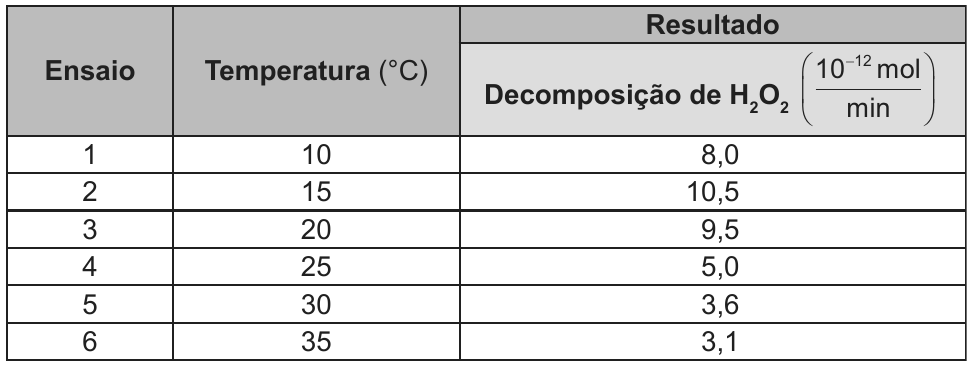 Ensaio Temperatura (°C) Resultado
Decomposição de H₂O₂ (10⁻¹² mol / min)
1 10 8,0
2 15 10,5
3 20 9,5
4 25 5,0
5 30 3,6
6 35 3,1